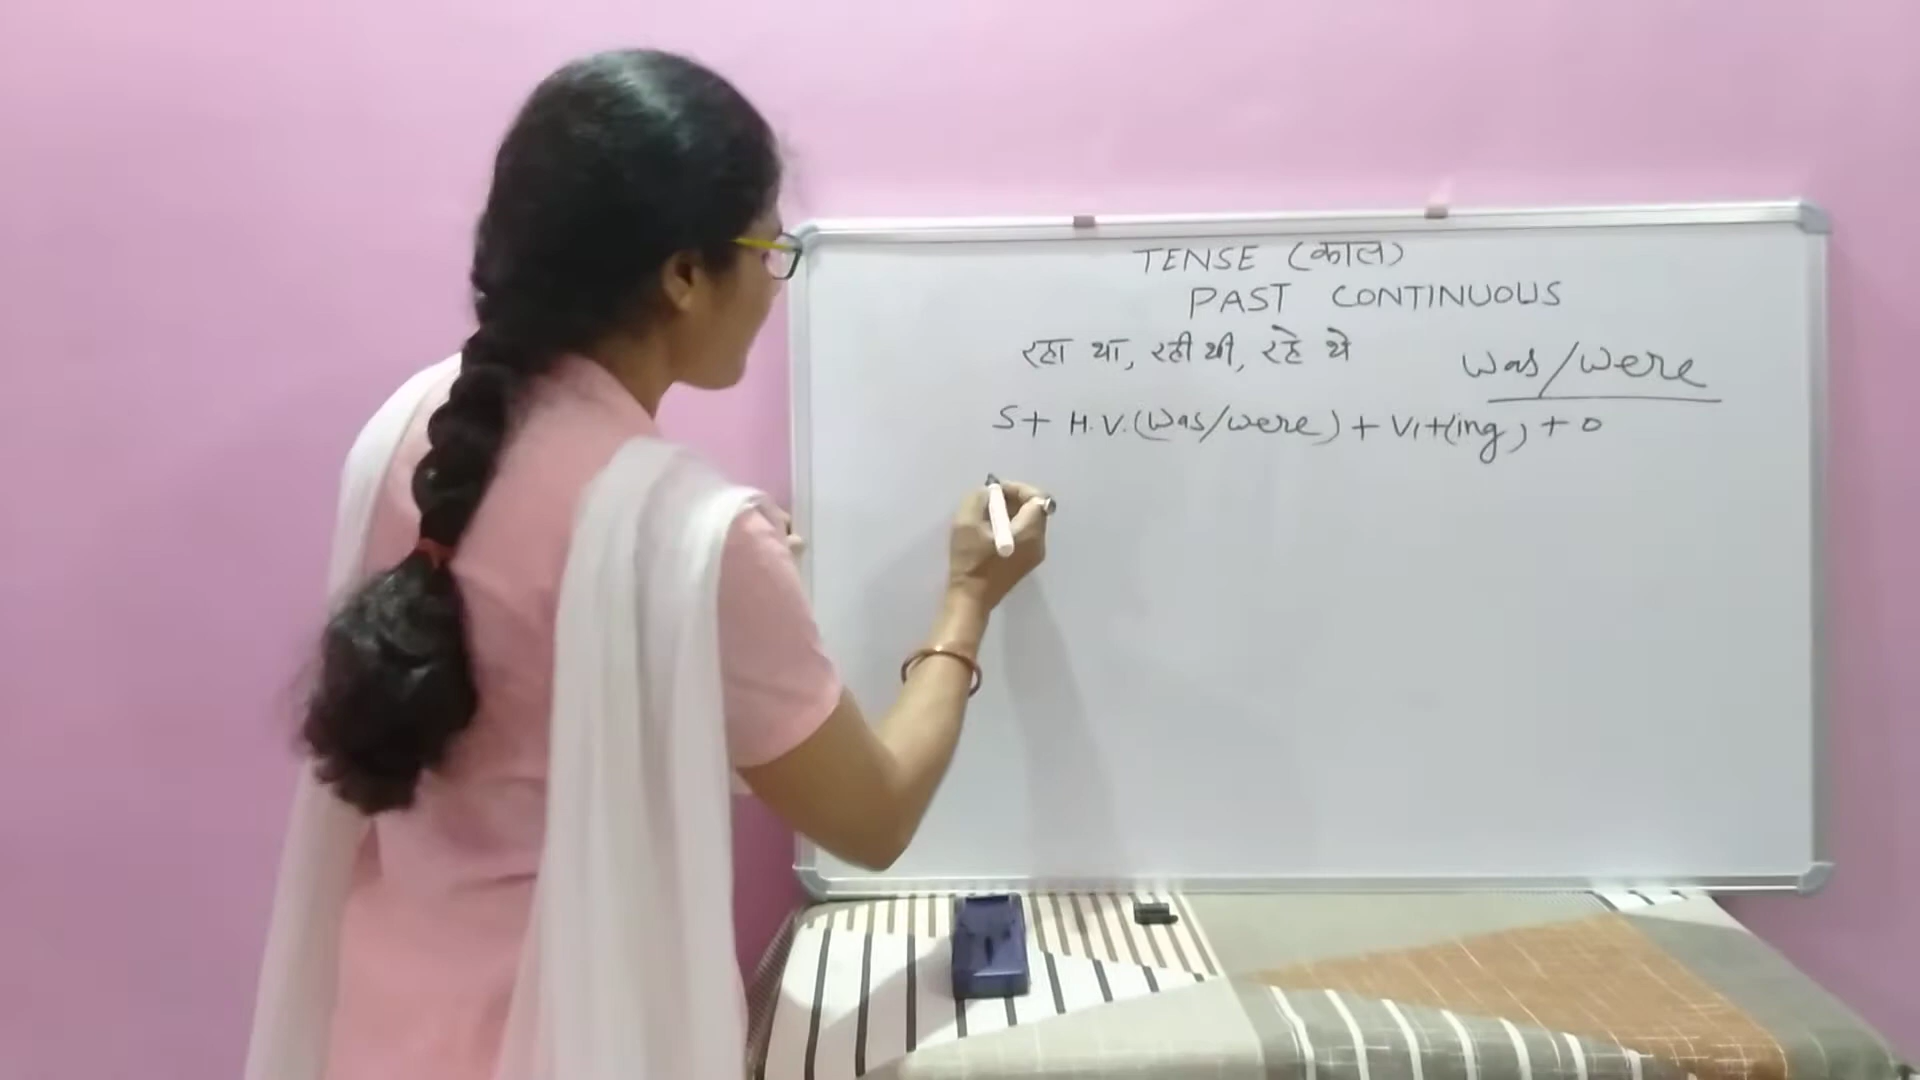 TENSE (काल)
PAST CONTINUOUS
रहा था, रही थी, रहे थे was/were
S+ H.V.(was/were) + V1+(ing) + O